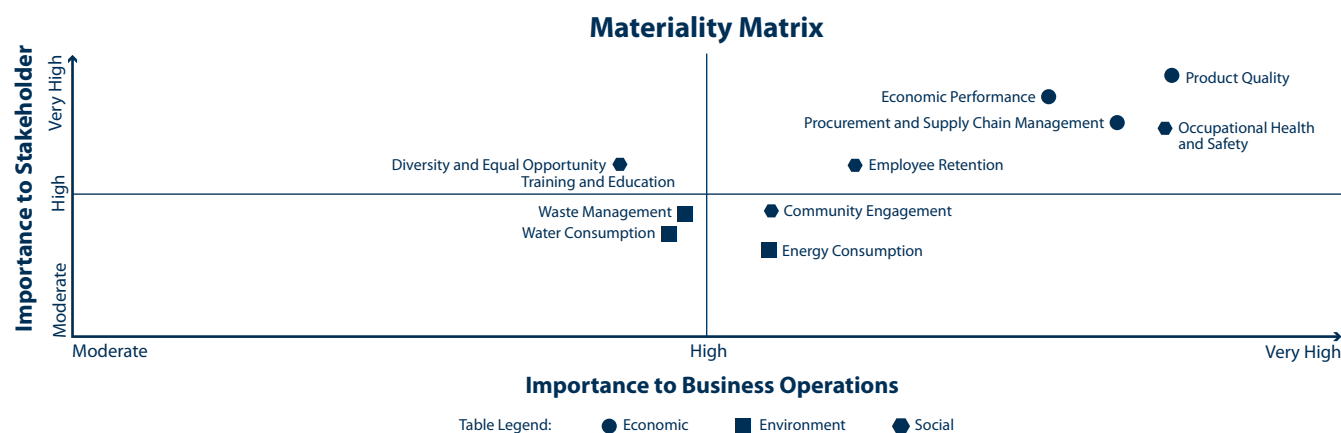 Materiality Matrix
Importance to Stakeholder
Very High
High
Moderate
Product Quality
Economic Performance
Procurement and Supply Chain Management
Occupational Health
and Safety
Diversity and Equal Opportunity
Training and Education
Employee Retention
Waste Management
Community Engagement
Water Consumption
Energy Consumption
Moderate
High
Very High
Importance to Business Operations
Table Legend: Economic Environment Social